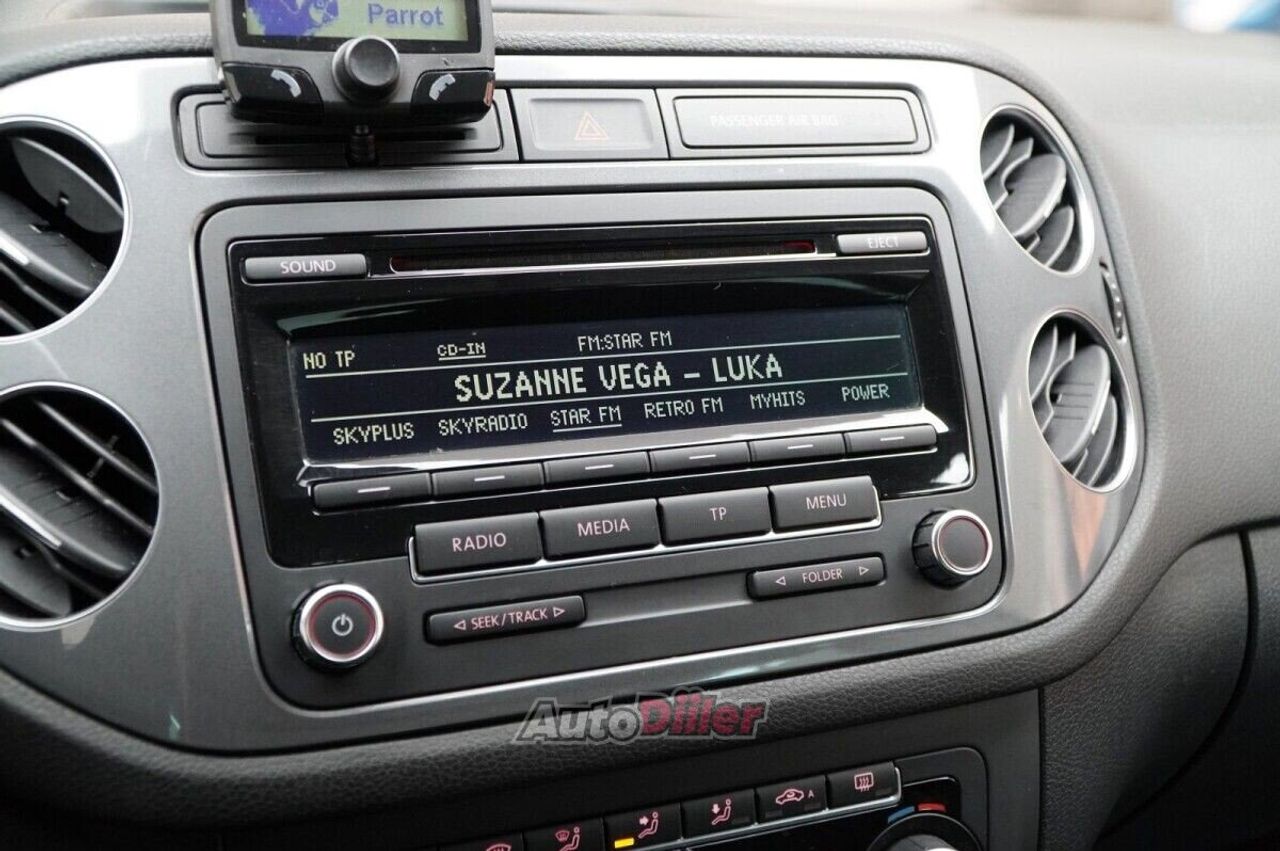 Parrot
PASSENGER AIR BAG
SOUND
EJECT
NO TP CD-IN FM:STAR FM
SUZANNE VEGA - LUKA
SKYPLUS SKYRADIO STAR FM RETRO FM MYHITS POWER
RADIO MEDIA TP MENU
SEEK/TRACK
FOLDER
AutoDiller
A